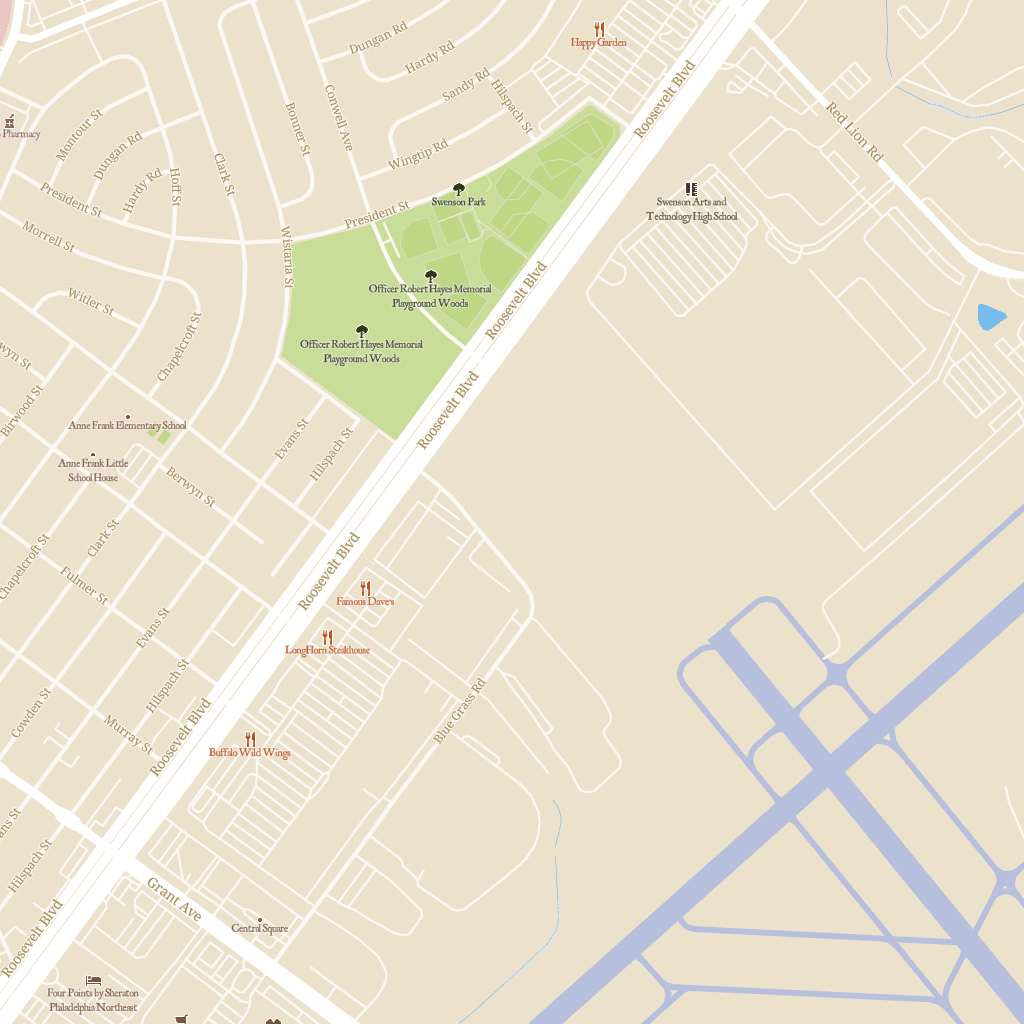 Happy Garden
Dungan Rd
Hardy Rd
Sandy Rd
Hilspach St
Roosevelt Blvd
Conwell Ave
Bonner St
Red Lion Rd
Pharmacy
Montour St
Dungan Rd
Hardy Rd
Hoff St
Clark St
Wingtip Rd
President St
President St
Swenson Park
Swenson Arts and
Technology High School
Morrell St
Wistaria St
Officer Robert Hayes Memorial
Playground Woods
Roosevelt Blvd
Witler St
Chapelcroft St
Officer Robert Hayes Memorial
Playground Woods
wyn St
Birwood St
Roosevelt Blvd
Anne Frank Elementary School
Evans St
Hilspach St
Anne Frank Little
School House
Berwyn St
Clark St
Chapelcroft St
Fulmer St
Roosevelt Blvd
Famous Dave's
Evans St
LongHorn Steakhouse
Hilspach St
Cowden St
Murray St
Roosevelt Blvd
Blue Grass Rd
Buffalo Wild Wings
ans St
Hilspach St
Grant Ave
Roosevelt Blvd
Central Square
Four Points by Sheraton
Philadelphia Northeast